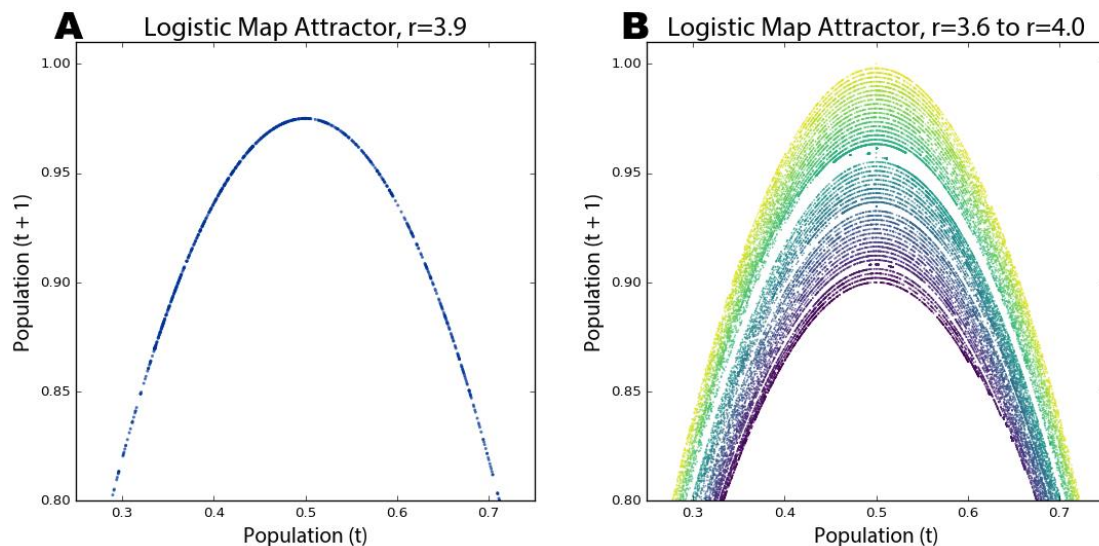 A
Logistic Map Attractor, r=3.9
Population (t + 1)
1.00
0.95
0.90
0.85
0.80
0.3 0.4 0.5 0.6 0.7
Population (t)
B
Logistic Map Attractor, r=3.6 to r=4.0
Population (t + 1)
1.00
0.95
0.90
0.85
0.80
0.3 0.4 0.5 0.6 0.7
Population (t)